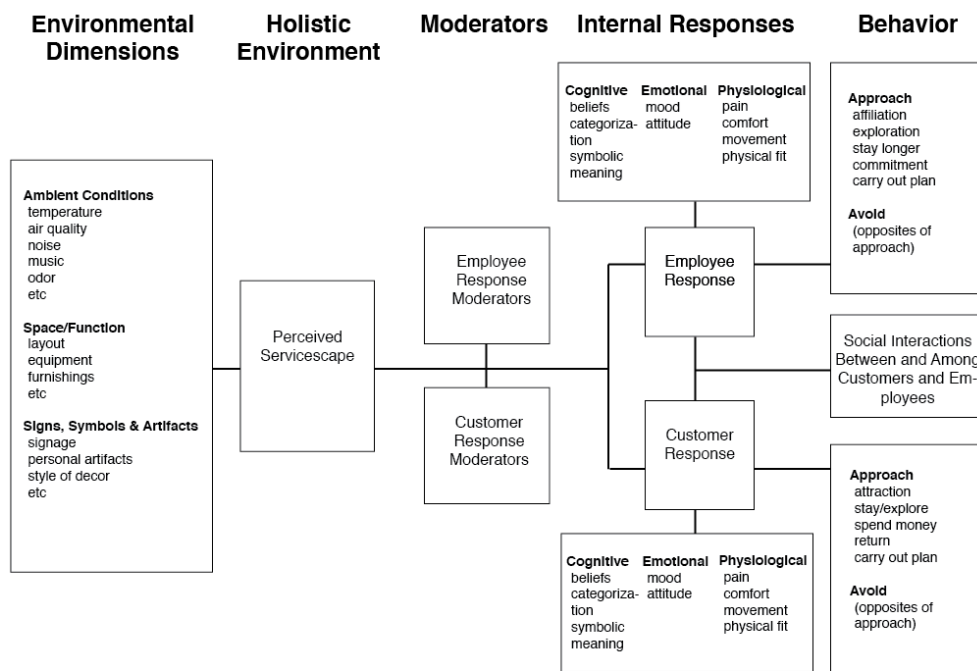 Environmental
Dimensions
Holistic
Environment
Moderators
Internal Responses
Behavior
Ambient Conditions
temperature
air quality
noise
music
odor
etc
Space/Function
layout
equipment
furnishings
etc
Signs, Symbols & Artifacts
signage
personal artifacts
style of decor
etc
Perceived
Servicescape
Employee
Response
Moderators
Customer
Response
Moderators
Cognitive
beliefs
categoriza-
tion
symbolic
meaning
Emotional
mood
attitude
Physiological
pain
comfort
movement
physical fit
Employee
Response
Customer
Response
Cognitive
beliefs
categoriza-
tion
symbolic
meaning
Emotional
mood
attitude
Physiological
pain
comfort
movement
physical fit
Approach
affiliation
exploration
stay longer
commitment
carry out plan
Avoid
(opposites of
approach)
Social Interactions
Between and Among
Customers and Em-
ployees
Approach
attraction
stay/explore
spend money
return
carry out plan
Avoid
(opposites of
approach)